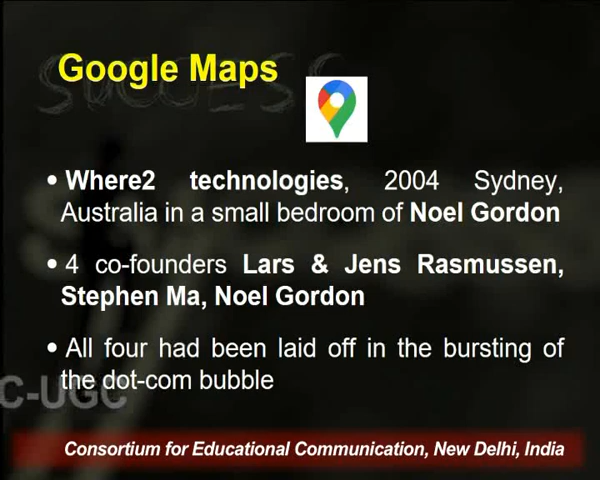 Google Maps
SUCCESS
• Where2 technologies, 2004 Sydney,
Australia in a small bedroom of Noel Gordon
• 4 co-founders Lars & Jens Rasmussen,
Stephen Ma, Noel Gordon
• All four had been laid off in the bursting of
the dot-com bubble
C-UGC
Consortium for Educational Communication, New Delhi, India